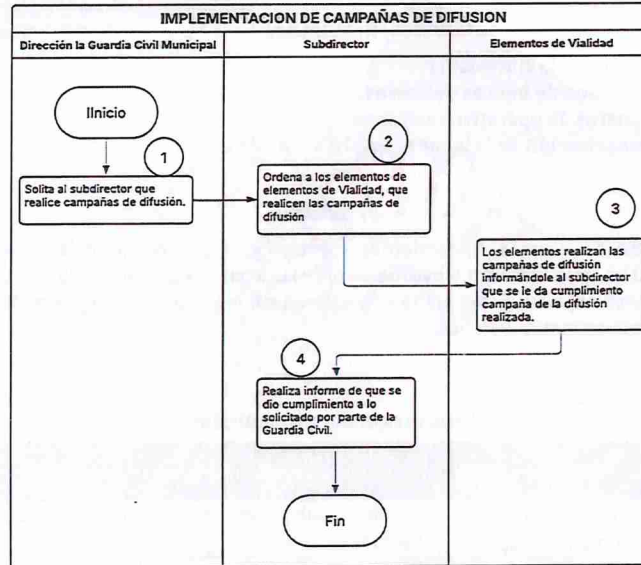 IMPLEMENTACION DE CAMPAÑAS DE DIFUSION
Dirección la Guardia Civil Municipal
Subdirector
Elementos de Vialidad
IInicio
1
Solita al subdirector que
realice campañas de difusión.
2
Ordena a los elementos de
elementos de Vialidad, que
realicen las campañas de
difusión
3
Los elementos realizan las
campañas de difusión
informándole al subdirector
que se le da cumplimiento
campaña de la difusión
realizada.
4
Realiza informe de que se
dio cumplimiento a lo
solicitado por parte de la
Guardia Civil.
Fin